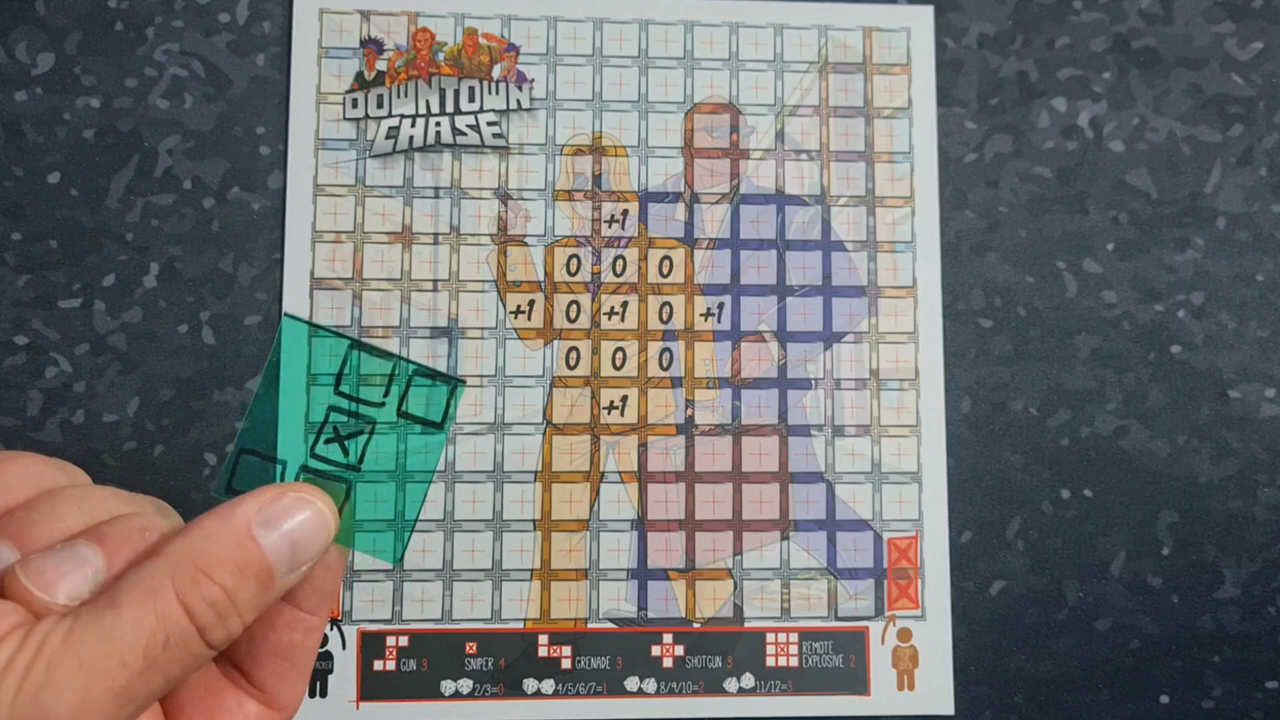 DOWNTOWN
CHASE
+1
0 0 0
+1 0 +1 0 +1
0 0 0
+1
X
X
X
GUN 3
SNIPER 4
GRENADE 3
SHOTGUN 3
REMOTE
EXPLOSIVE 2
2/3=0
4/5/6/7=1
8/9/10=2
11/12=3